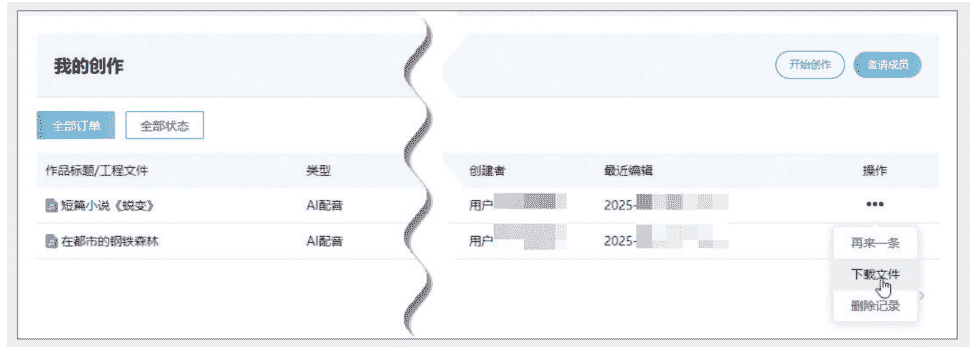 我的创作
开始创作 邀请成员
全部订单 全部状态
作品标题/工程文件 类型 创建者 最近编辑 操作
短篇小说《蜕变》 AI配音 用户 2025- •••
在都市的钢铁森林 AI配音 用户 2025-
再来一条
下载文件
删除记录